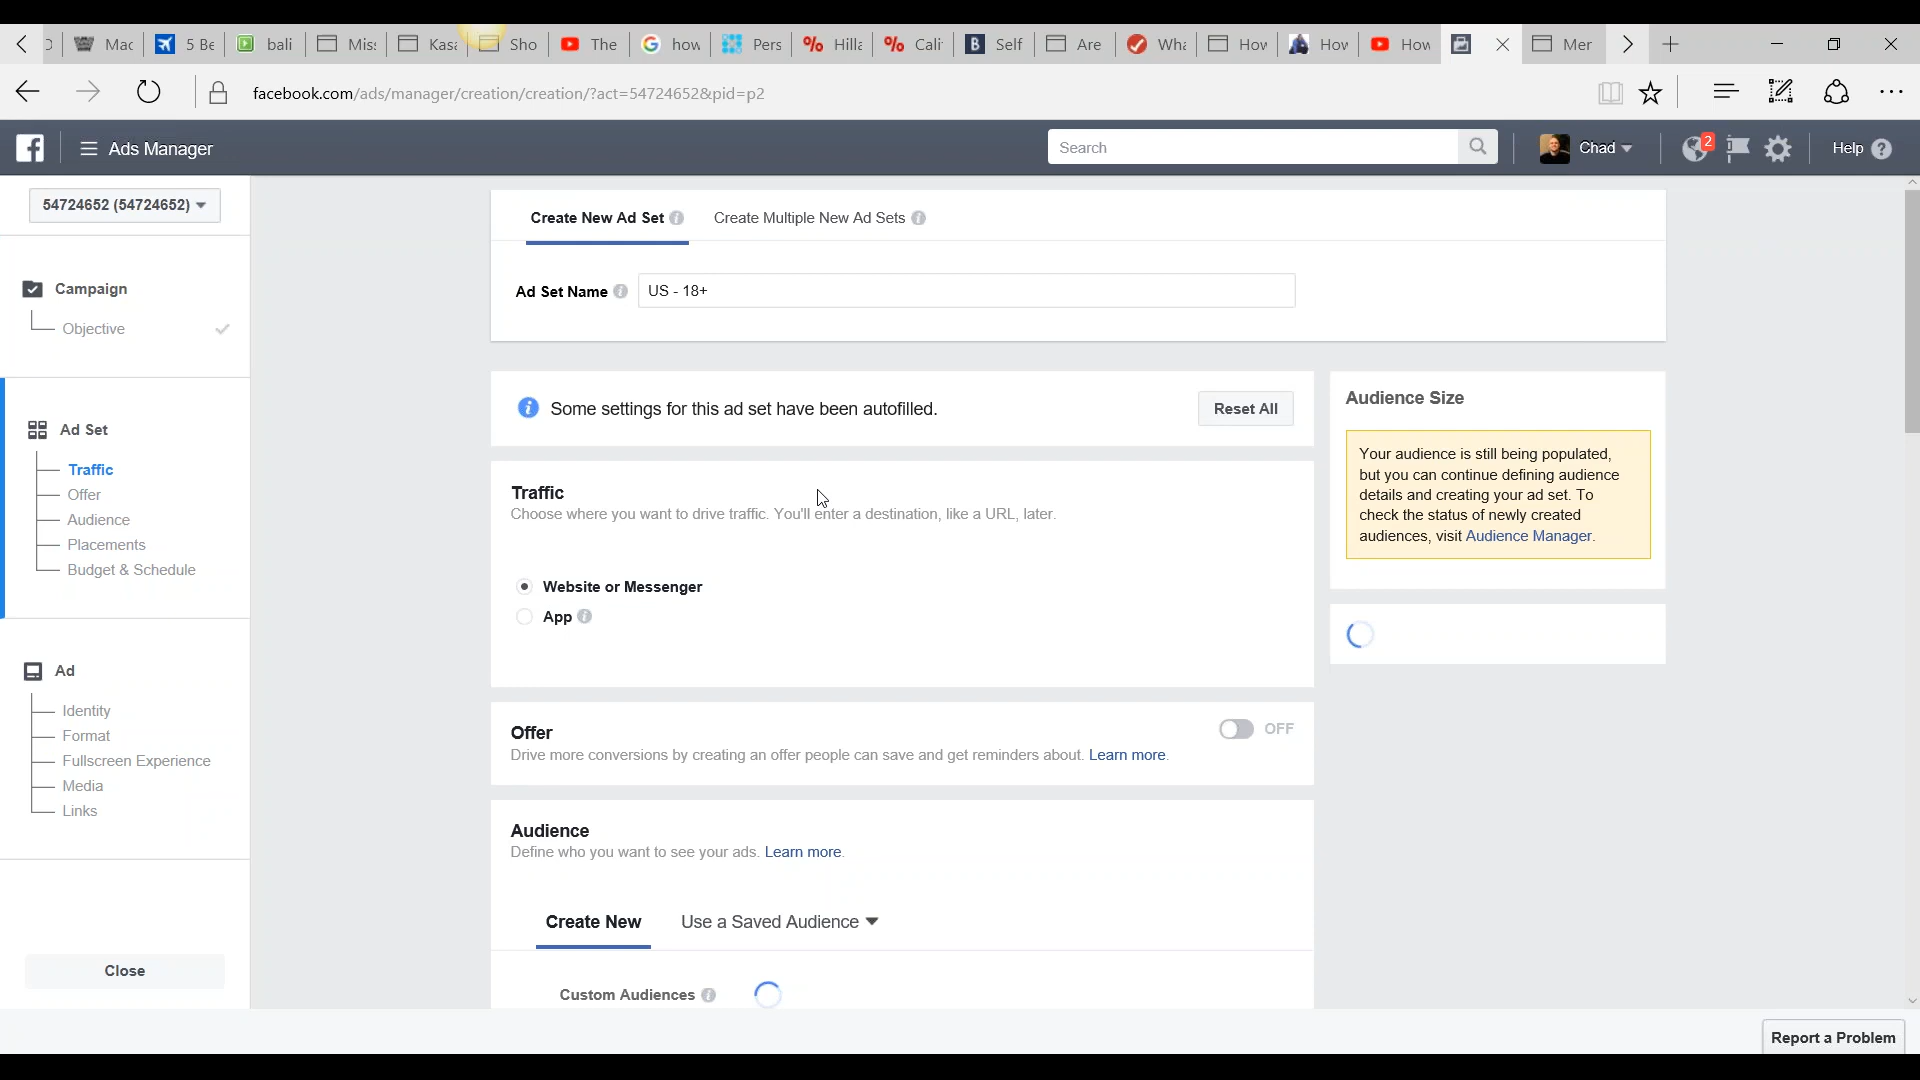 Mac
5 Be
bali
Miss
Kasa
Sho
The
how
Pers
Hilla
Cali
Self
Are
Wha
How
How
How
Mer
facebook.com/ads/manager/creation/creation/?act=54724652&pid=p2
Ads Manager
Search
Chad
2
Help
54724652 (54724652)
Create New Ad Set
Create Multiple New Ad Sets
Ad Set Name
US - 18+
Campaign
Objective
Some settings for this ad set have been autofilled.
Reset All
Audience Size
Your audience is still being populated,
but you can continue defining audience
details and creating your ad set. To
check the status of newly created
audiences, visit Audience Manager.
Ad Set
Traffic
Offer
Audience
Placements
Budget & Schedule
Traffic
Choose where you want to drive traffic. You'll enter a destination, like a URL, later.
Website or Messenger
App
Ad
Identity
Format
Fullscreen Experience
Media
Links
Offer
OFF
Drive more conversions by creating an offer people can save and get reminders about. Learn more.
Audience
Define who you want to see your ads. Learn more.
Create New
Use a Saved Audience
Custom Audiences
Close
Report a Problem